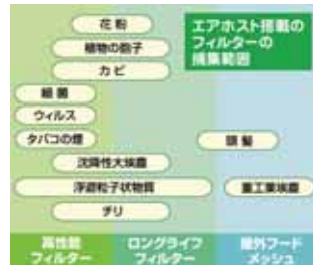 花粉
エアホスト搭載の
フィルターの
捕集範囲
植物の胞子
カビ
細菌
ウィルス
タバコの煙
頭髪
沈降性大埃塵
浮遊粒子状物質
重工業埃塵
チリ
高性能
フィルター
ロングライフ
フィルター
屋外フード
メッシュ